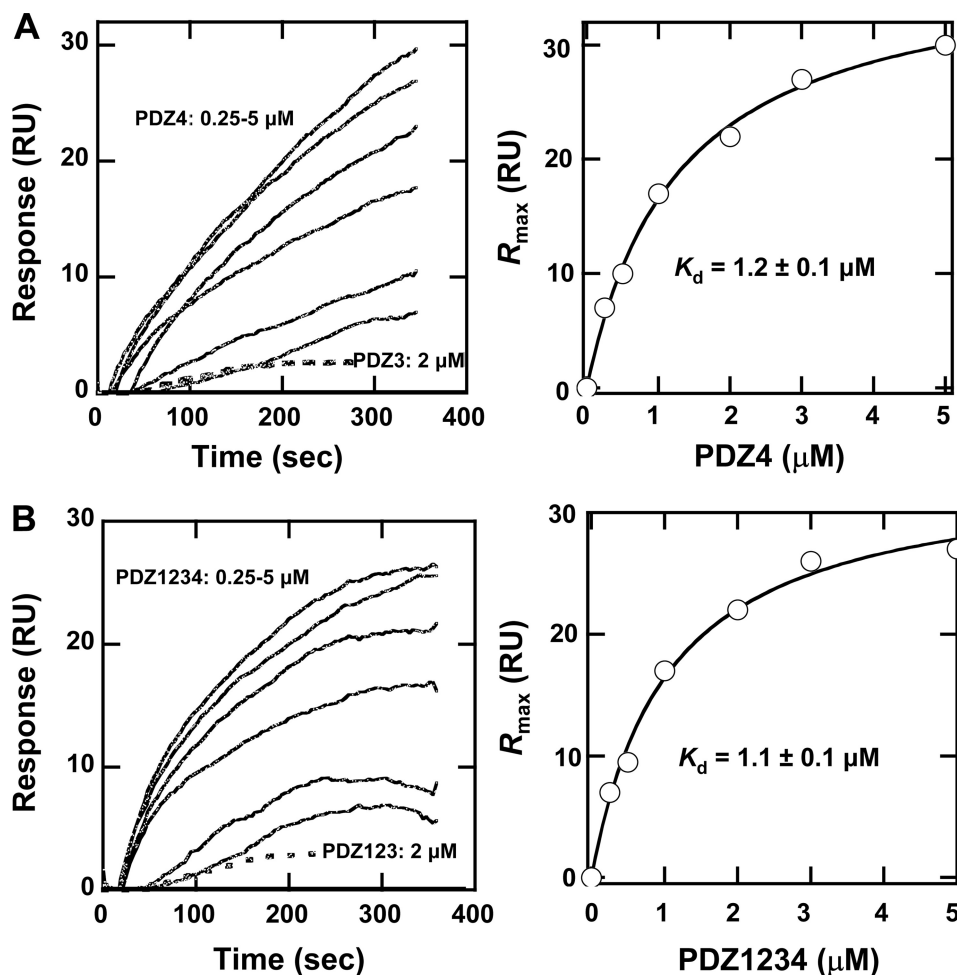 A
30
20
10
0
Response (RU)
PDZ4: 0.25-5 μM
PDZ3: 2 μM
0 100 200 300 400
Time (sec)
30
20
10
0
Rmax (RU)
Kd = 1.2 ± 0.1 μM
0 1 2 3 4 5
PDZ4 (μM)
B
30
20
10
0
Response (RU)
PDZ1234: 0.25-5 μM
PDZ123: 2 μM
0 100 200 300 400
Time (sec)
30
20
10
0
Rmax (RU)
Kd = 1.1 ± 0.1 μM
0 1 2 3 4 5
PDZ1234 (μM)